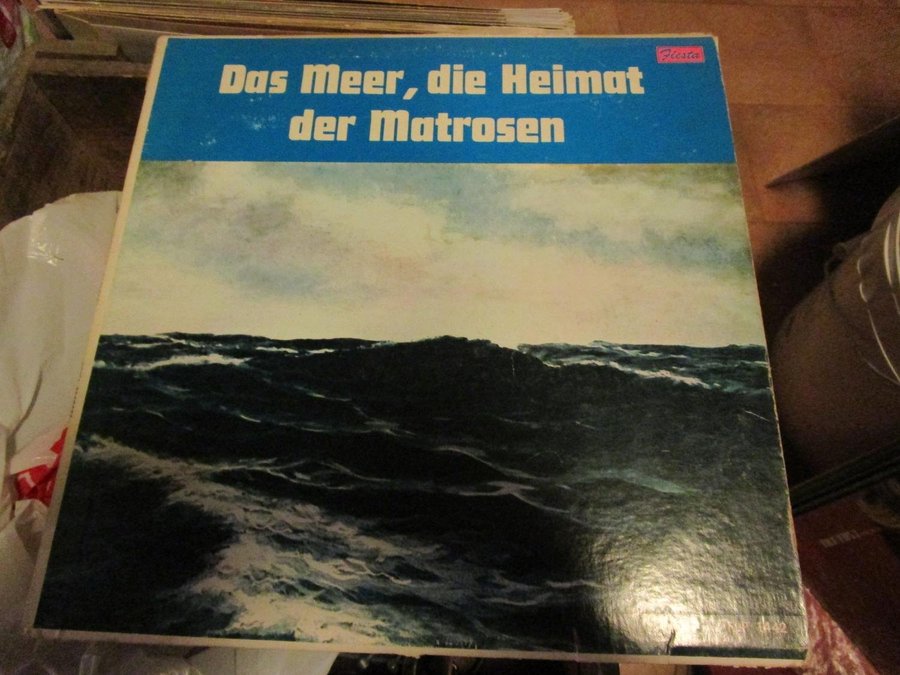 Das Meer, die Heimat
der Matrosen
Fiesta